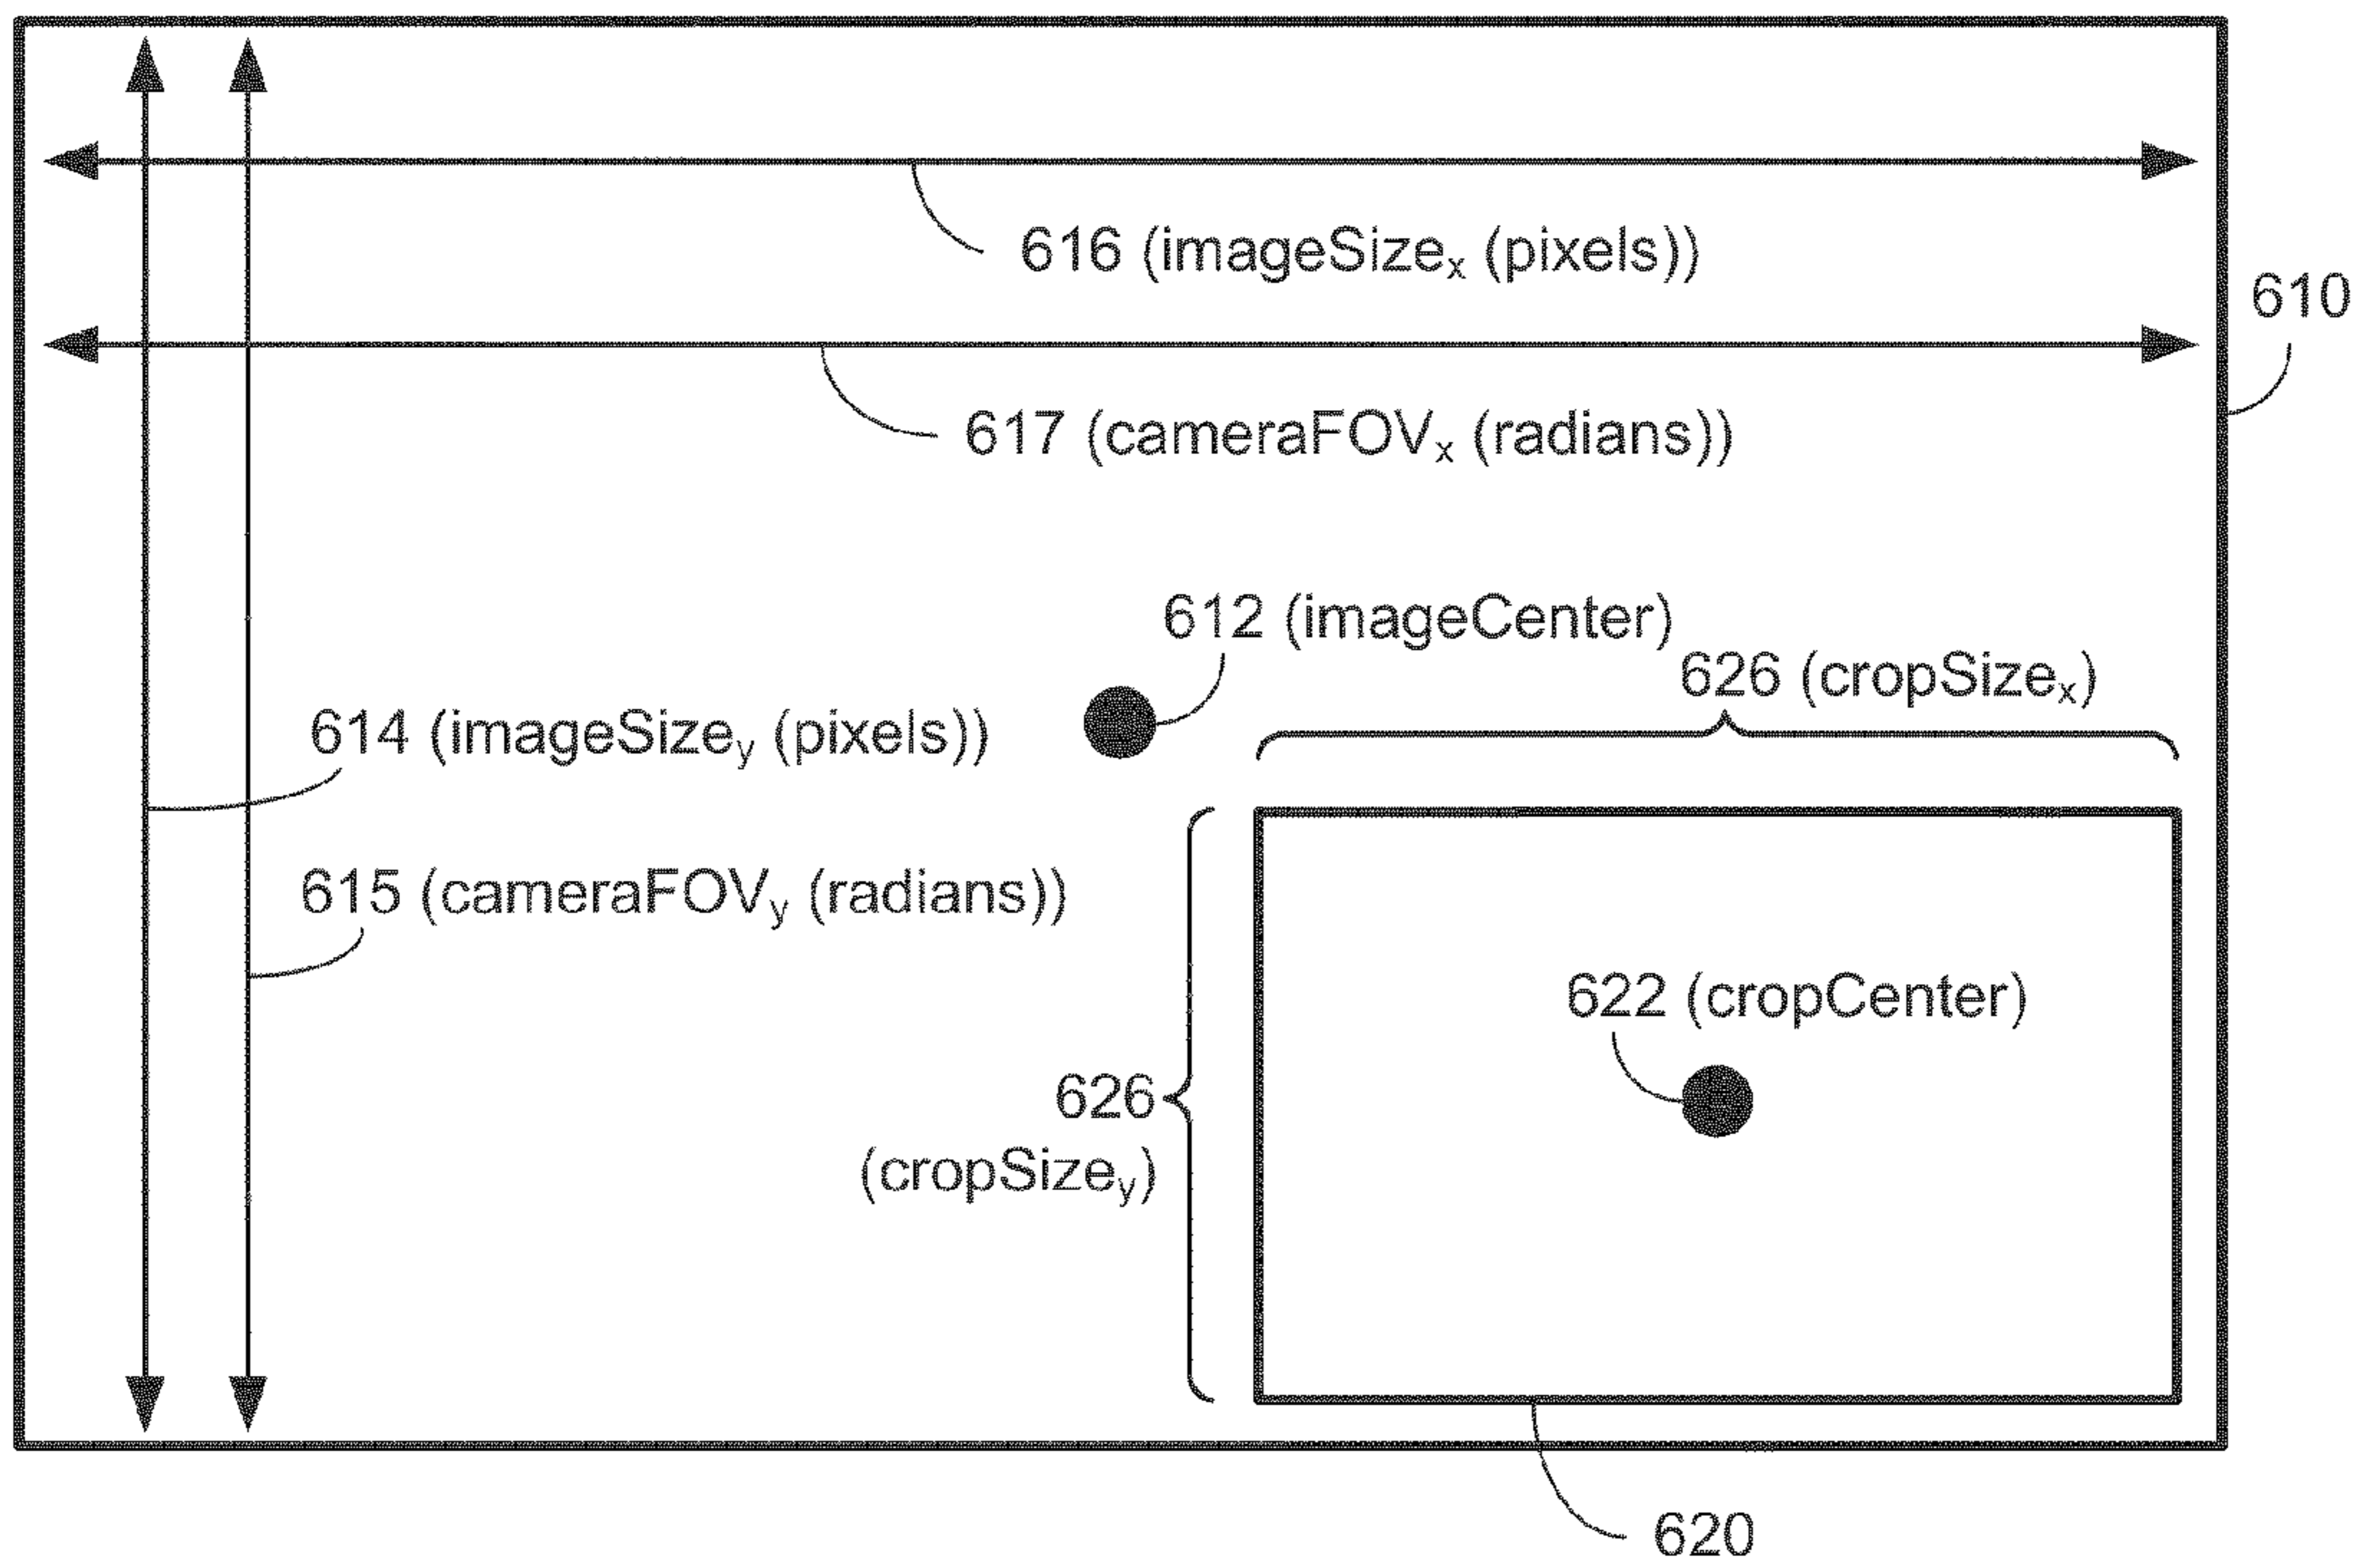 616 (imageSizex (pixels))
610
617 (cameraFOVx (radians))
612 (imageCenter)
626 (cropSizex)
614 (imageSizey (pixels))
615 (cameraFOVy (radians))
622 (cropCenter)
626
(cropSizey)
620